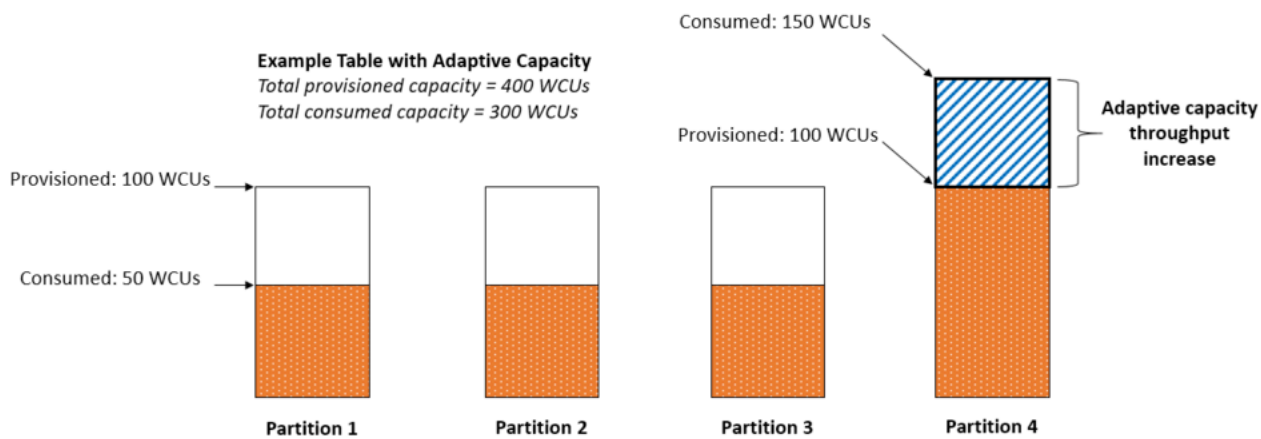 Consumed: 150 WCUs
Example Table with Adaptive Capacity
Total provisioned capacity = 400 WCUs
Total consumed capacity = 300 WCUs
Provisioned: 100 WCUs
Adaptive capacity
throughput
increase
Provisioned: 100 WCUs
Consumed: 50 WCUs
Partition 1
Partition 2
Partition 3
Partition 4